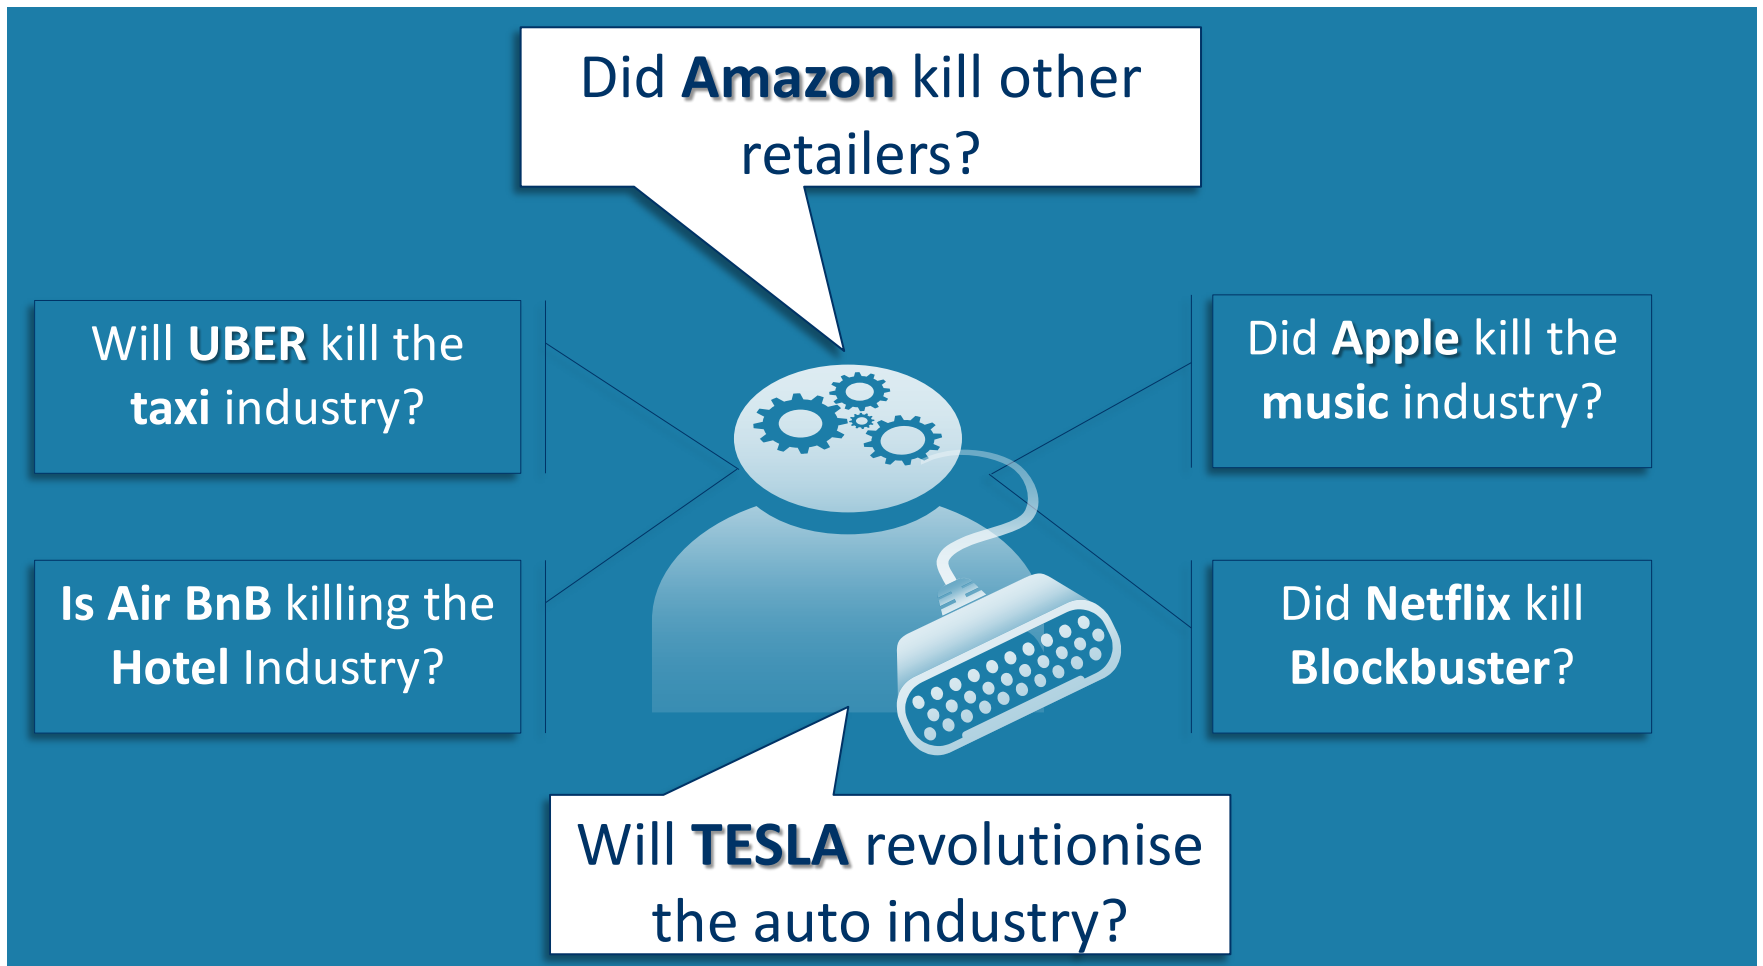 Did Amazon kill other
retailers?
Will UBER kill the
taxi industry?
Did Apple kill the
music industry?
Is Air BnB killing the
Hotel Industry?
Did Netflix kill
Blockbuster?
Will TESLA revolutionise
the auto industry?